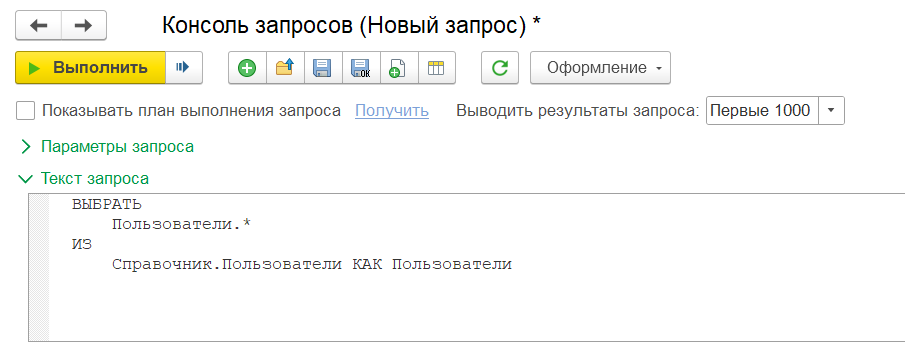 Консоль запросов (Новый запрос) *
Выполнить OK Оформление
Показывать план выполнения запроса Получить Выводить результаты запроса: Первые 1000
Параметры запроса
Текст запроса
ВЫБРАТЬ
Пользователи.*
ИЗ
Справочник.Пользователи КАК Пользователи